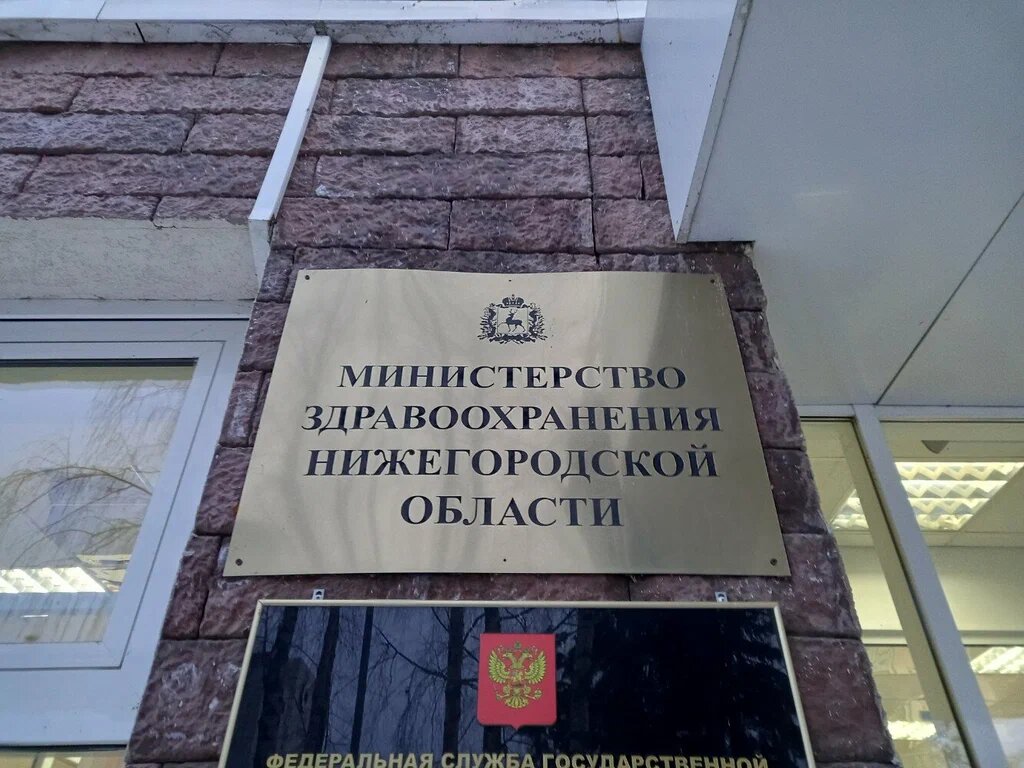 МИНИСТЕРСТВО
ЗДРАВООХРАНЕНИЯ
НИЖЕГОРОДСКОЙ
ОБЛАСТИ
ФЕДЕРАЛЬНАЯ СЛУЖБА ГОСУДАРСТВЕННОЙ